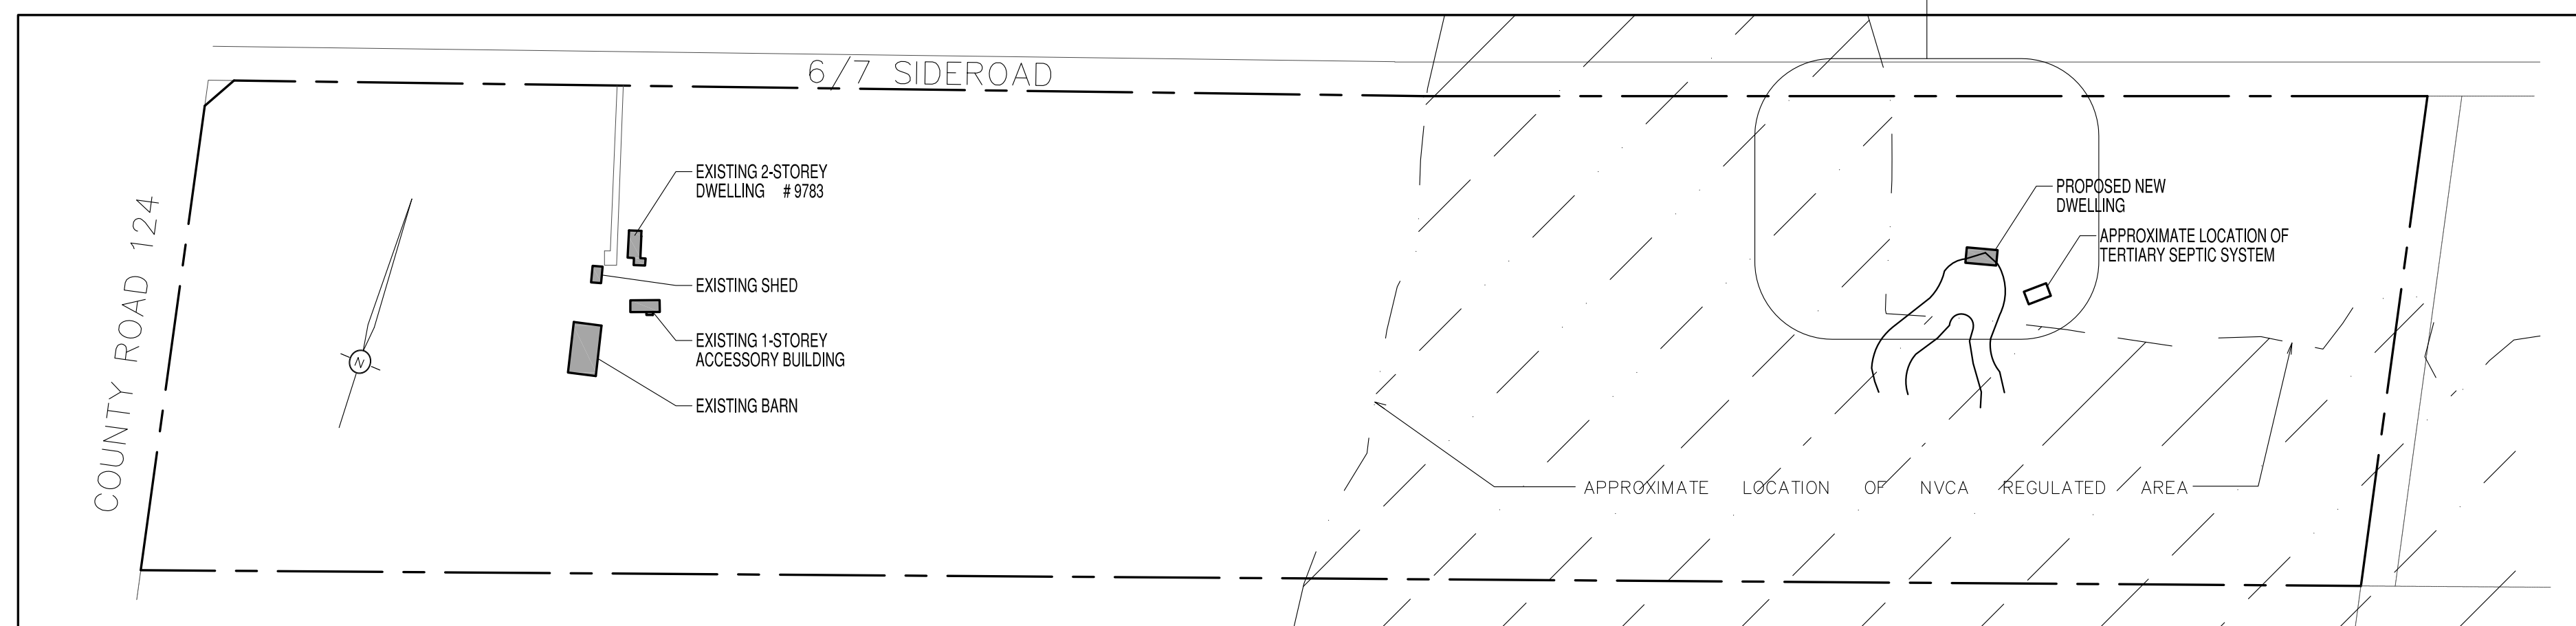 6/7 SIDEROAD
EXISTING 2-STOREY
DWELLING # 9783
PROPOSED NEW
DWELLING
COUNTY ROAD 124
APPROXIMATE LOCATION OF
TERTIARY SEPTIC SYSTEM
EXISTING SHED
EXISTING 1-STOREY
ACCESSORY BUILDING
N
EXISTING BARN
APPROXIMATE LOCATION OF NVCA REGULATED AREA